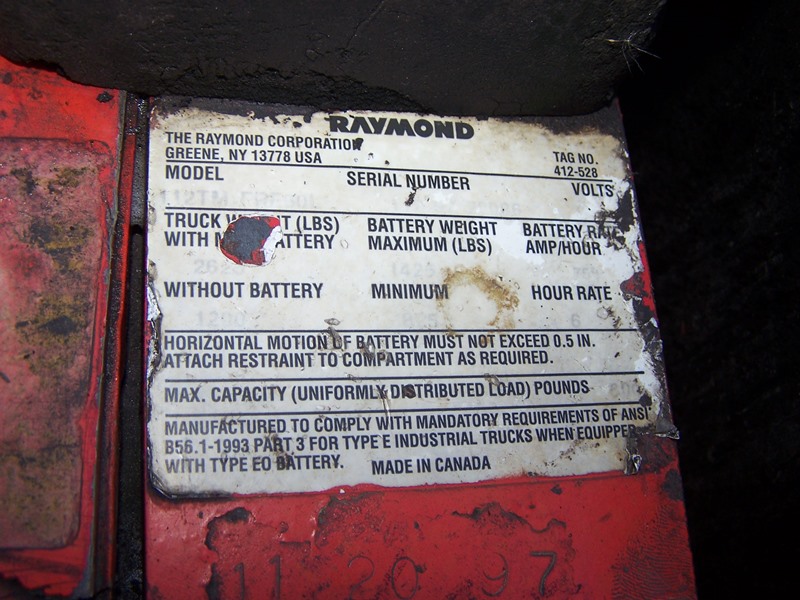 RAYMOND
THE RAYMOND CORPORATION
GREENE, NY 13778 USA
TAG NO.
412-528
MODEL SERIAL NUMBER VOLTS
TRUCK (LBS) BATTERY WEIGHT BATTERY
WITH MAXIMUM (LBS) AMP/HOUR
WITHOUT BATTERY MINIMUM HOUR RATE
6
HORIZONTAL MOTION OF BATTERY MUST NOT EXCEED 0.5 IN.
ATTACH RESTRAINT TO COMPARTMENT AS REQUIRED.
MAX. CAPACITY (UNIFORMLY DISTRIBUTED LOAD) POUNDS
MANUFACTURED TO COMPLY WITH MANDATORY REQUIREMENTS OF ANSI
B56.1-1993 PART 3 FOR TYPE E INDUSTRIAL TRUCKS WHEN EQUIPPED
WITH TYPE EO BATTERY. MADE IN CANADA
11 20 97